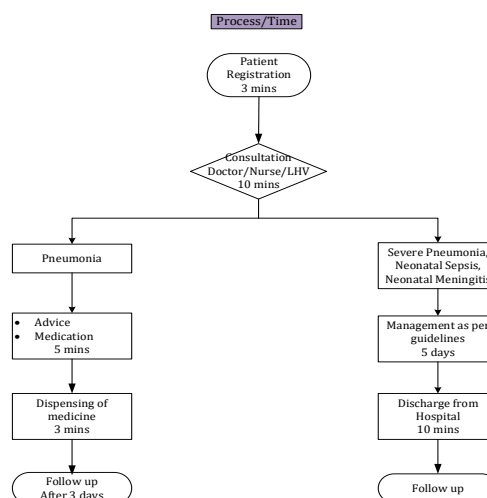 Process/Time
Patient
Registration
3 mins
Consultation
Doctor/Nurse/LHV
10 mins
Pneumonia
• Advice
• Medication
5 mins
Dispensing of
medicine
3 mins
Follow up
After 3 days
Severe Pneumonia,
Neonatal Sepsis,
Neonatal Meningitis
Management as per
guidelines
5 days
Discharge from
Hospital
10 mins
Follow up